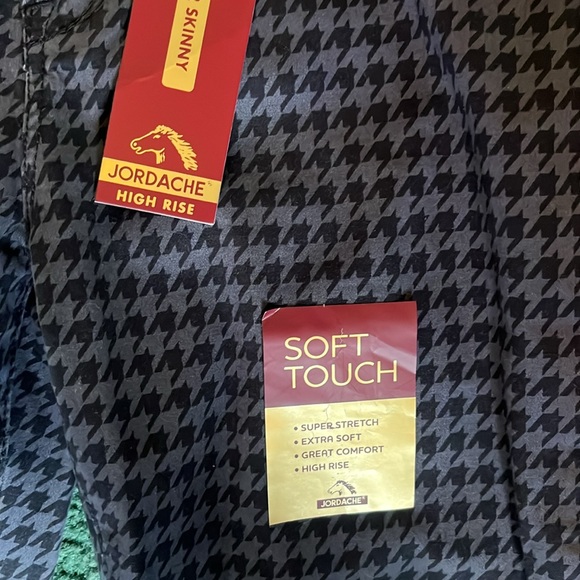 SKINNY
JORDACHE
HIGH RISE
SOFT
TOUCH
• SUPER STRETCH
• EXTRA SOFT
• GREAT COMFORT
• HIGH RISE
JORDACHE